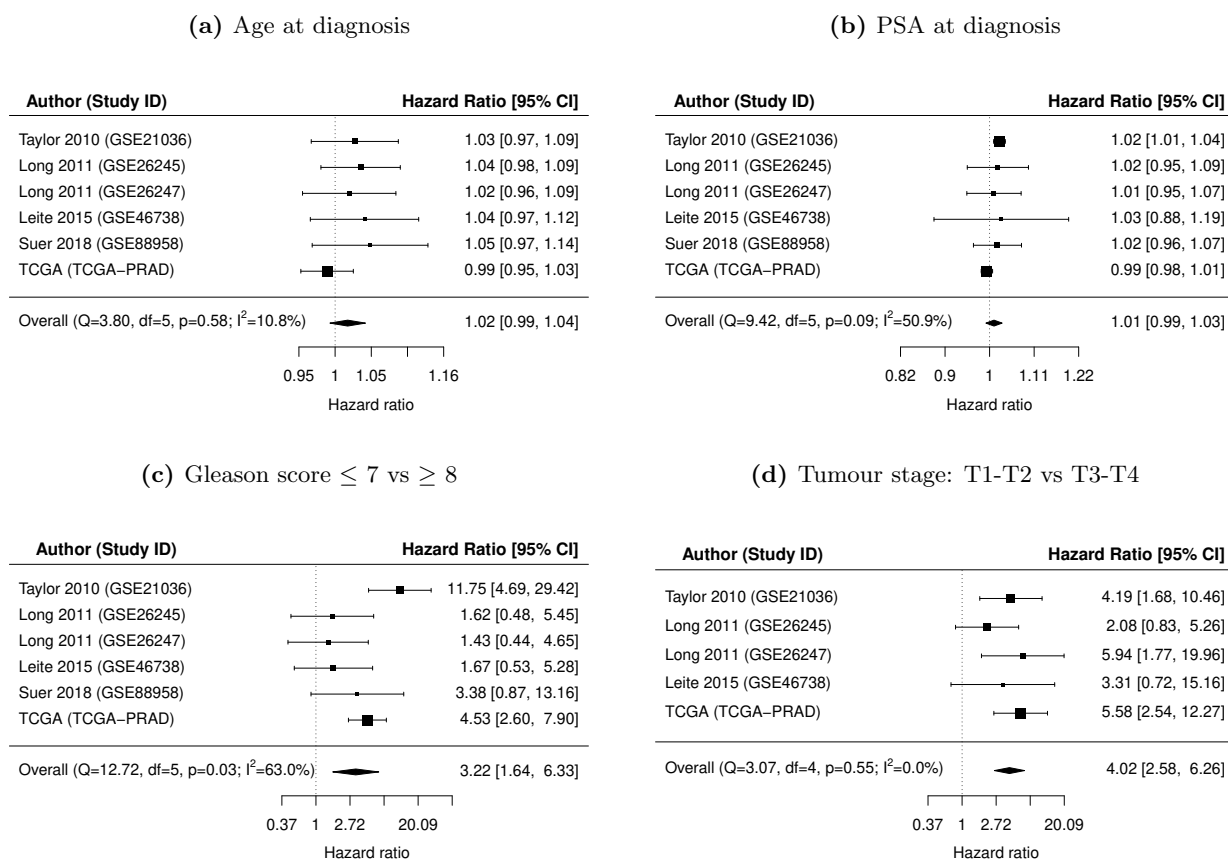 (a) Age at diagnosis
Author (Study ID) Hazard Ratio [95% CI]
Taylor 2010 (GSE21036) 1.03 [0.97, 1.09]
Long 2011 (GSE26245) 1.04 [0.98, 1.09]
Long 2011 (GSE26247) 1.02 [0.96, 1.09]
Leite 2015 (GSE46738) 1.04 [0.97, 1.12]
Suer 2018 (GSE88958) 1.05 [0.97, 1.14]
TCGA (TCGA−PRAD) 0.99 [0.95, 1.03]
Overall (Q=3.80, df=5, p=0.58; I²=10.8%) 1.02 [0.99, 1.04]
0.95 1 1.05 1.16
Hazard ratio
(b) PSA at diagnosis
Author (Study ID) Hazard Ratio [95% CI]
Taylor 2010 (GSE21036) 1.02 [1.01, 1.04]
Long 2011 (GSE26245) 1.02 [0.95, 1.09]
Long 2011 (GSE26247) 1.01 [0.95, 1.07]
Leite 2015 (GSE46738) 1.03 [0.88, 1.19]
Suer 2018 (GSE88958) 1.02 [0.96, 1.07]
TCGA (TCGA−PRAD) 0.99 [0.98, 1.01]
Overall (Q=9.42, df=5, p=0.09; I²=50.9%) 1.01 [0.99, 1.03]
0.82 0.9 1 1.11 1.22
Hazard ratio
(c) Gleason score ≤ 7 vs ≥ 8
Author (Study ID) Hazard Ratio [95% CI]
Taylor 2010 (GSE21036) 11.75 [4.69, 29.42]
Long 2011 (GSE26245) 1.62 [0.48, 5.45]
Long 2011 (GSE26247) 1.43 [0.44, 4.65]
Leite 2015 (GSE46738) 1.67 [0.53, 5.28]
Suer 2018 (GSE88958) 3.38 [0.87, 13.16]
TCGA (TCGA−PRAD) 4.53 [2.60, 7.90]
Overall (Q=12.72, df=5, p=0.03; I²=63.0%) 3.22 [1.64, 6.33]
0.37 1 2.72 20.09
Hazard ratio
(d) Tumour stage: T1-T2 vs T3-T4
Author (Study ID) Hazard Ratio [95% CI]
Taylor 2010 (GSE21036) 4.19 [1.68, 10.46]
Long 2011 (GSE26245) 2.08 [0.83, 5.26]
Long 2011 (GSE26247) 5.94 [1.77, 19.96]
Leite 2015 (GSE46738) 3.31 [0.72, 15.16]
TCGA (TCGA−PRAD) 5.58 [2.54, 12.27]
Overall (Q=3.07, df=4, p=0.55; I²=0.0%) 4.02 [2.58, 6.26]
0.37 1 2.72 20.09
Hazard ratio